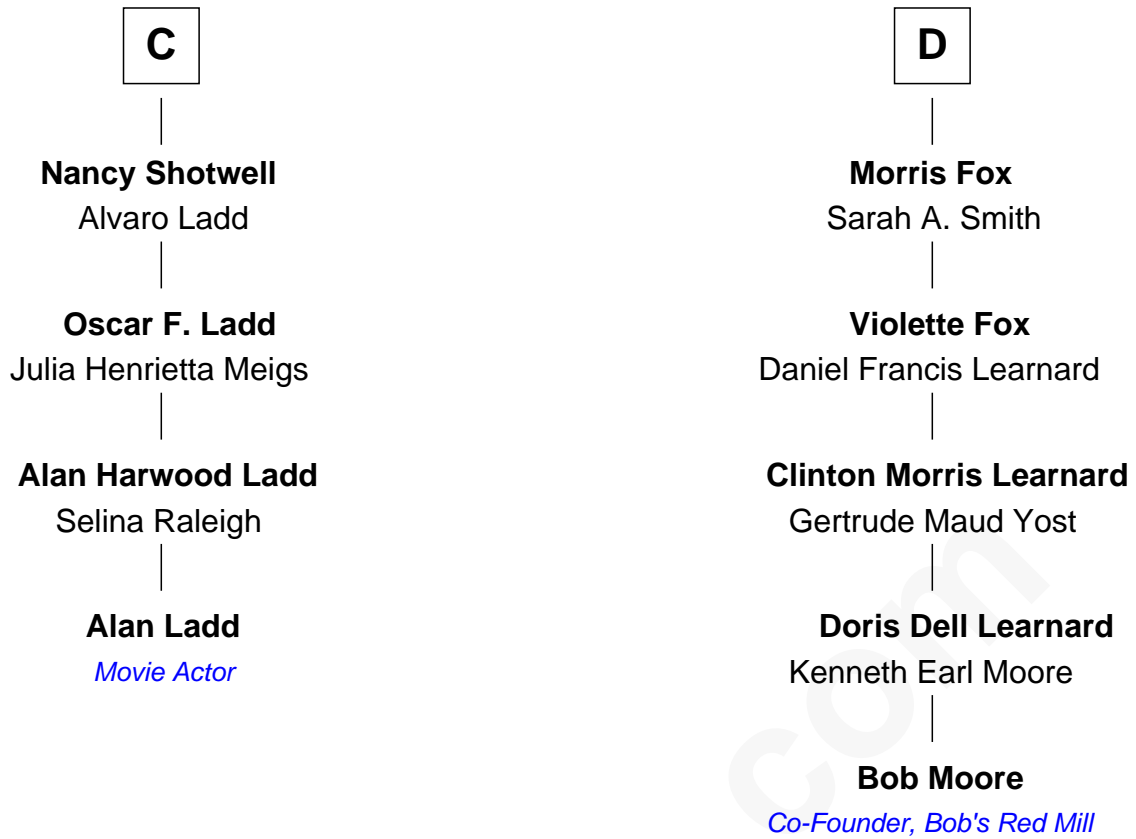 C
Nancy Shotwell
Alvaro Ladd
Oscar F. Ladd
Julia Henrietta Meigs
Alan Harwood Ladd
Selina Raleigh
Alan Ladd
Movie Actor
D
Morris Fox
Sarah A. Smith
Violette Fox
Daniel Francis Learnard
Clinton Morris Learnard
Gertrude Maud Yost
Doris Dell Learnard
Kenneth Earl Moore
Bob Moore
Co-Founder, Bob's Red Mill
com